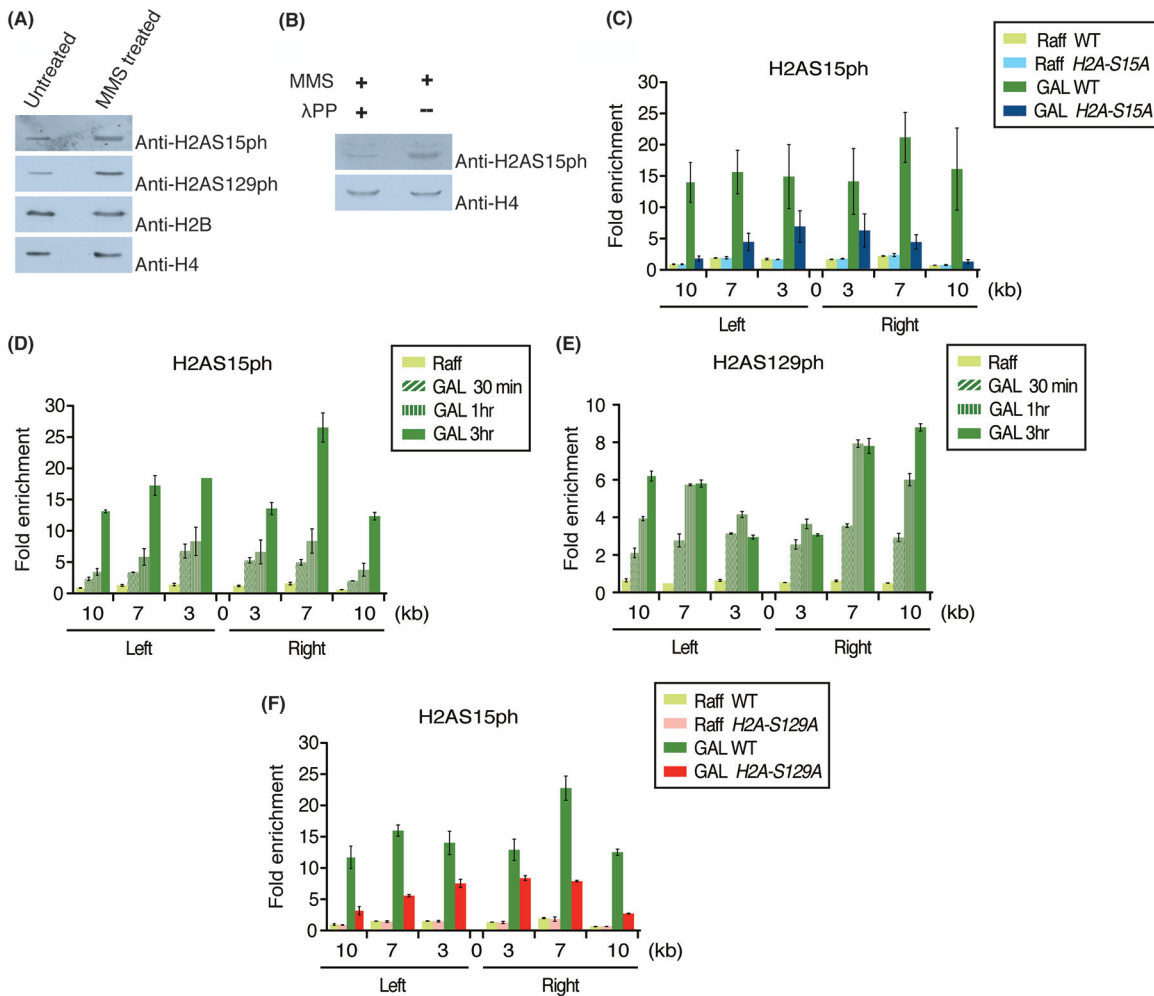 (A)
Untreated
MMS treated
Anti-H2AS15ph
Anti-H2AS129ph
Anti-H2B
Anti-H4
(B)
MMS + +
λPP + --
Anti-H2AS15ph
Anti-H4
(C)
H2AS15ph
Raff WT
Raff H2A-S15A
GAL WT
GAL H2A-S15A
Fold enrichment
30
25
20
15
10
5
0
10 7 3 0 3 7 10 (kb)
Left Right
(D)
H2AS15ph
Raff
GAL 30 min
GAL 1hr
GAL 3hr
Fold enrichment
30
25
20
15
10
5
0
10 7 3 0 3 7 10 (kb)
Left Right
(E)
H2AS129ph
Raff
GAL 30 min
GAL 1hr
GAL 3hr
Fold enrichment
10
8
6
4
2
0
10 7 3 0 3 7 10 (kb)
Left Right
(F)
H2AS15ph
Raff WT
Raff H2A-S129A
GAL WT
GAL H2A-S129A
Fold enrichment
30
25
20
15
10
5
0
10 7 3 0 3 7 10 (kb)
Left Right